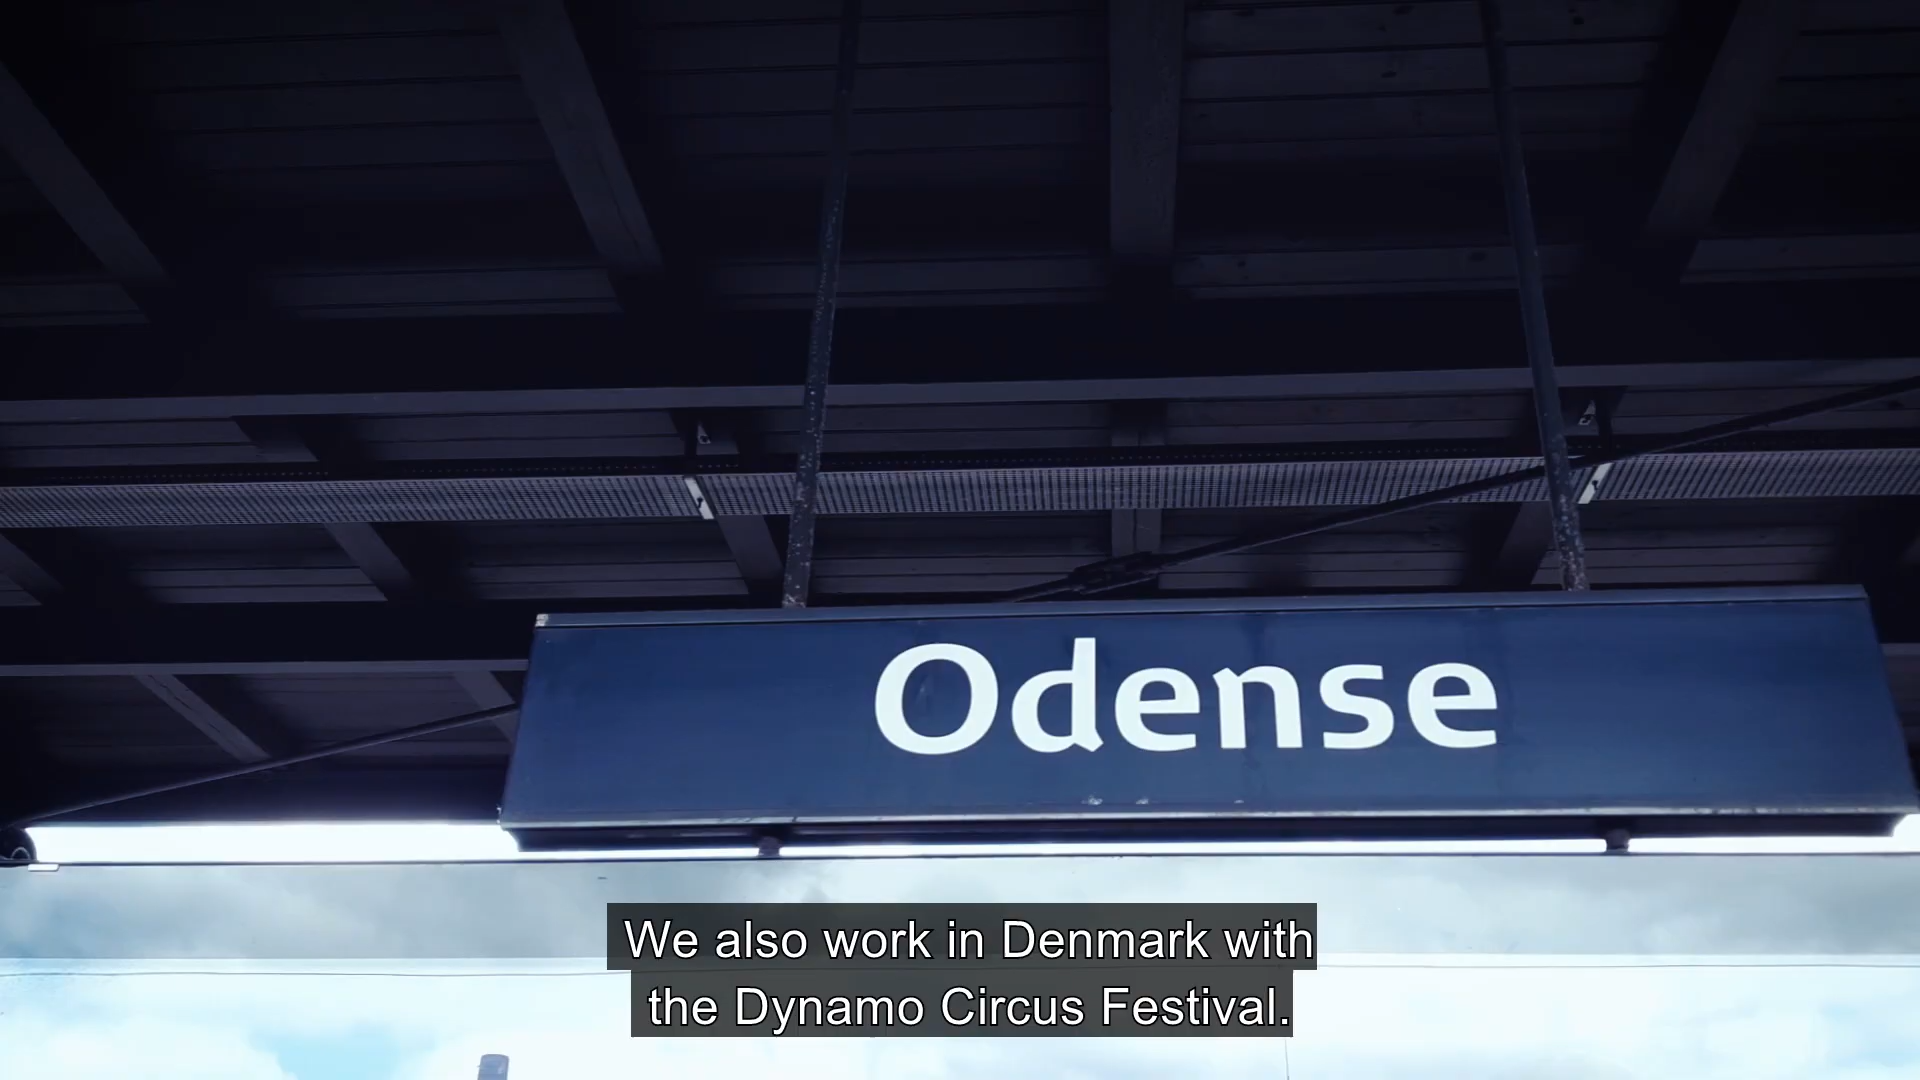 Odense
We also work in Denmark with
the Dynamo Circus Festival.